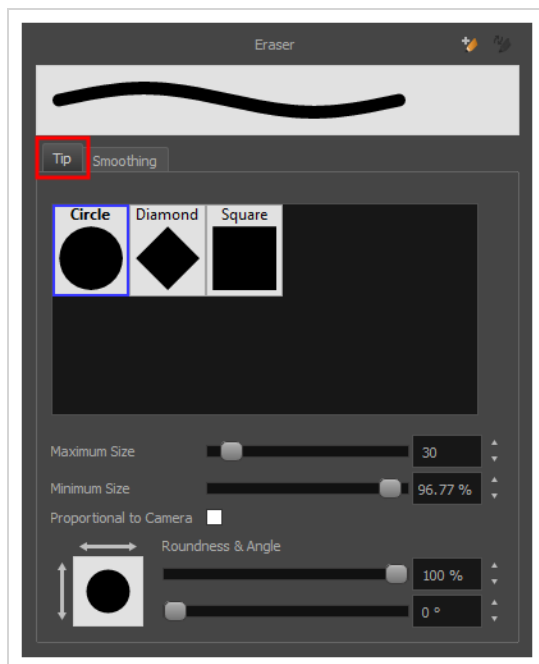 Eraser
Tip
Smoothing
Circle
Diamond
Square
Maximum Size
30
Minimum Size
96.77 %
Proportional to Camera
Roundness & Angle
100 %
0 °